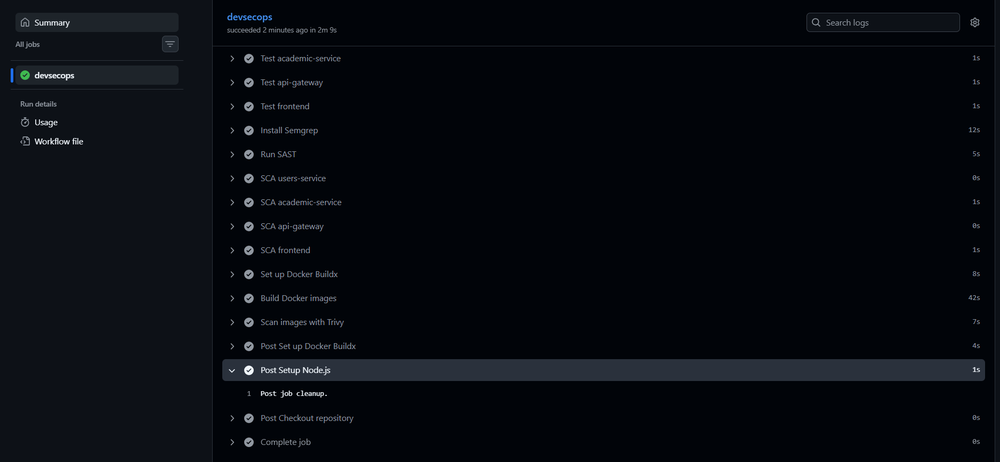 Summary
All jobs
devsecops
Run details
Usage
Workflow file
devsecops
succeeded 2 minutes ago in 2m 9s
Search logs
Test academic-service 1s
Test api-gateway 1s
Test frontend 1s
Install Semgrep 12s
Run SAST 5s
SCA users-service 0s
SCA academic-service 1s
SCA api-gateway 0s
SCA frontend 1s
Set up Docker Buildx 8s
Build Docker images 42s
Scan images with Trivy 7s
Post Set up Docker Buildx 4s
Post Setup Node.js 1s
1 Post job cleanup.
Post Checkout repository 0s
Complete job 0s